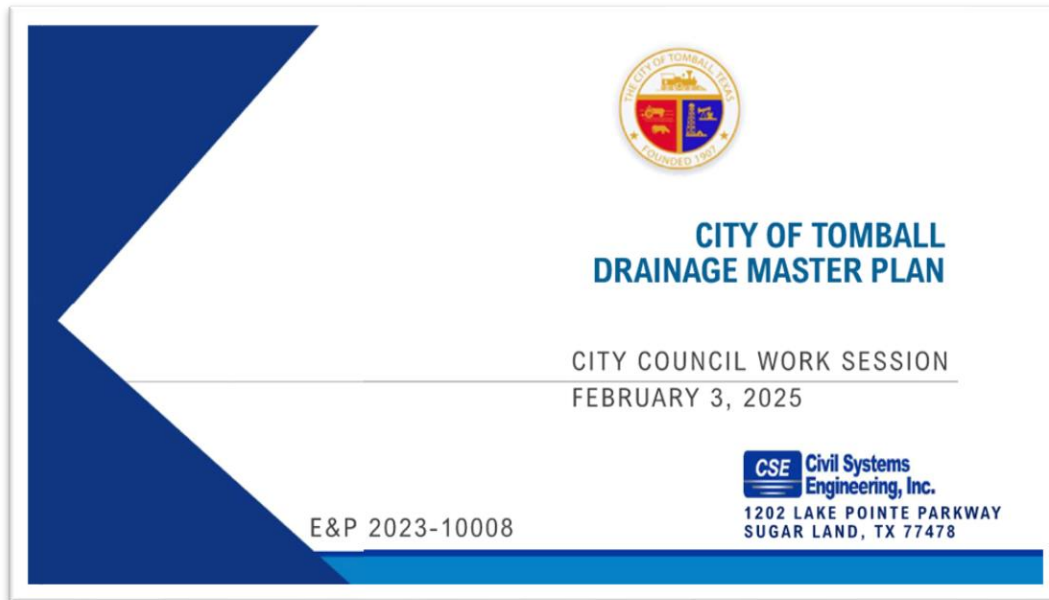 THE CITY OF TOMBALL, TEXAS
FOUNDED 1907
CITY OF TOMBALL
DRAINAGE MASTER PLAN
CITY COUNCIL WORK SESSION
FEBRUARY 3, 2025
CSE Civil Systems
Engineering, Inc.
1202 LAKE POINTE PARKWAY
SUGAR LAND, TX 77478
E&P 2023-10008